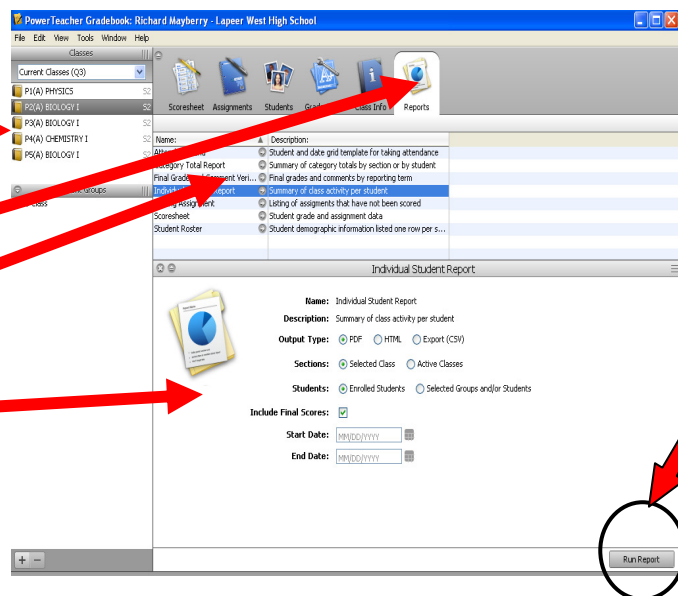 PowerTeacher Gradebook: Richard Mayberry - Lapeer West High School
File Edit View Tools Window Help
Classes
Current Classes (Q3)
P1(A) PHYSICS S2
P2(A) BIOLOGY I S2
P3(A) BIOLOGY I S2
P4(A) CHEMISTRY I S2
P5(A) BIOLOGY I S2
Groups
Scoresheet Assignments Students Class Info Reports
Name: Description:
Student and date grid template for taking attendance
Category Total Report Summary of category totals by section or by student
Final Grade Comment Veri... Final grades and comments by reporting term
Individual Report Summary of class activity per student
Listing of assigments that have not been scored
Scoresheet Student grade and assignment data
Student Roster Student demographic information listed one row per s...
Individual Student Report
Name: Individual Student Report
Description: Summary of class activity per student
Output Type: PDF HTML Export (CSV)
Sections: Selected Class Active Classes
Students: Enrolled Students Selected Groups and/or Students
Include Final Scores:
Start Date: MM/DD/YYYY
End Date: MM/DD/YYYY
+ -
Run Report